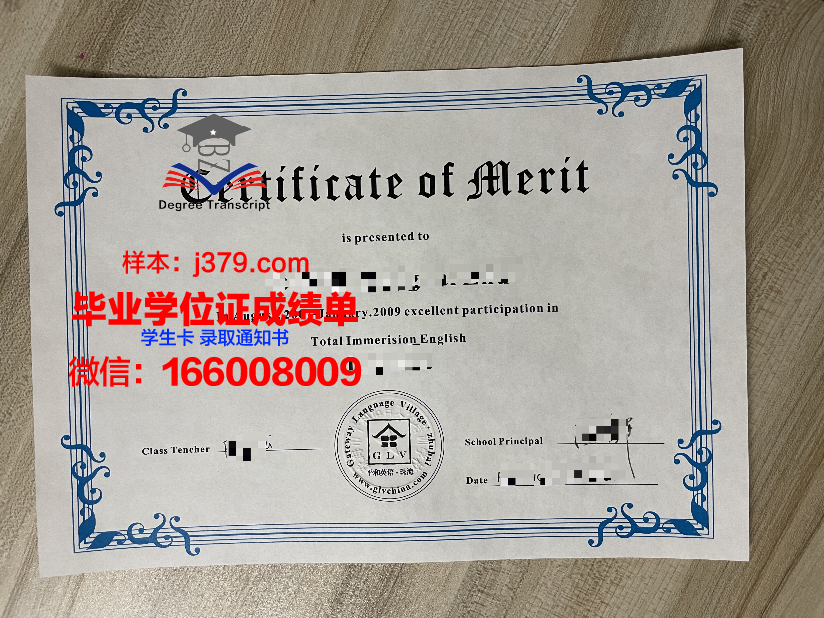 Certificate of Merit
Degree Transcript
is presented to
样本：j379.com
毕业学位证成绩单
2009 excellent participation in
学生卡 录取通知书
Total Immerision English
微信：166008009
Gateway Language Village · zhuhai
GLV
www.glvchina.com
Class Tencher
School Principal
Date